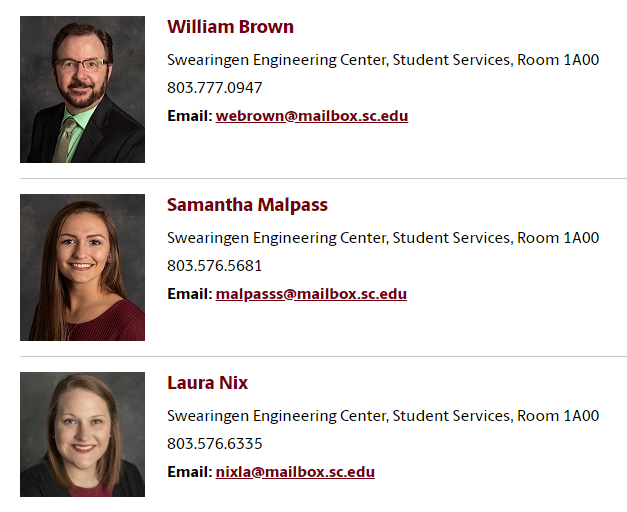 William Brown
Swearingen Engineering Center, Student Services, Room 1A00
803.777.0947
Email: webrown@mailbox.sc.edu
Samantha Malpass
Swearingen Engineering Center, Student Services, Room 1A00
803.576.5681
Email: malpasss@mailbox.sc.edu
Laura Nix
Swearingen Engineering Center, Student Services, Room 1A00
803.576.6335
Email: nixla@mailbox.sc.edu